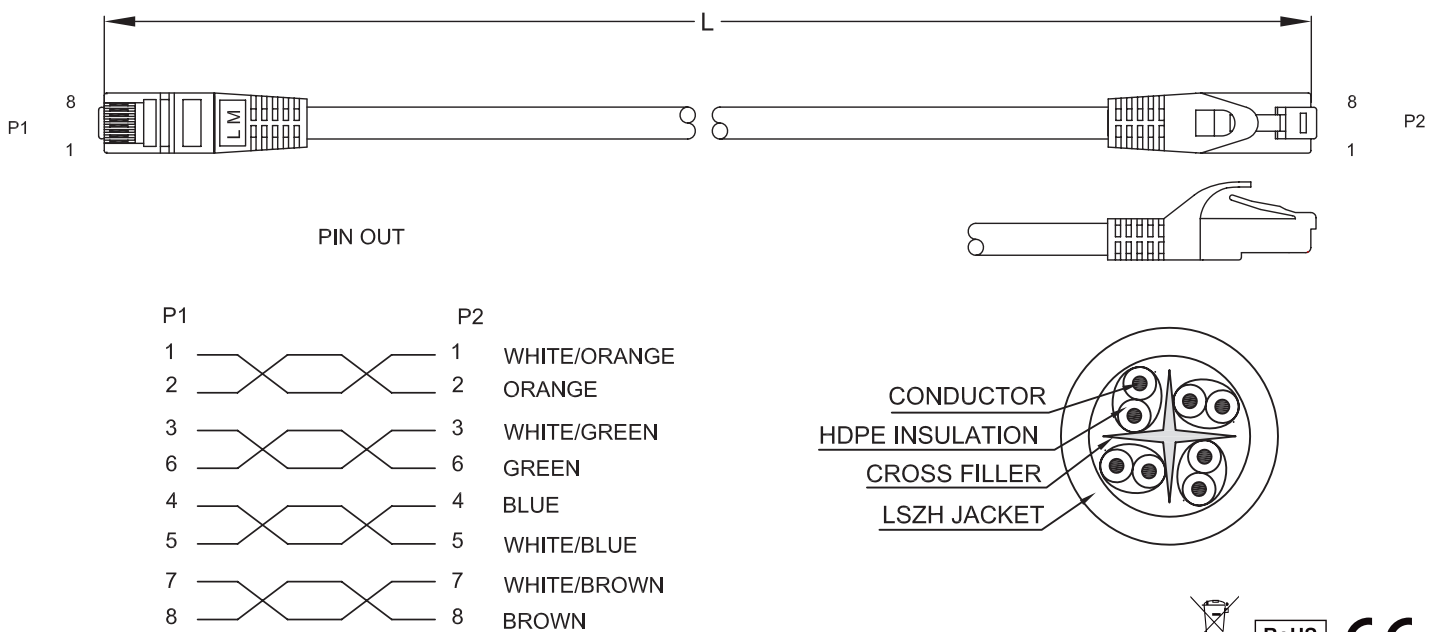 L
8
1
P1
LM
8
1
P2
PIN OUT
P1 P2
1 1 WHITE/ORANGE
2 2 ORANGE
3 3 WHITE/GREEN
6 6 GREEN
4 4 BLUE
5 5 WHITE/BLUE
7 7 WHITE/BROWN
8 8 BROWN
CONDUCTOR
HDPE INSULATION
CROSS FILLER
LSZH JACKET
RoHS
CE